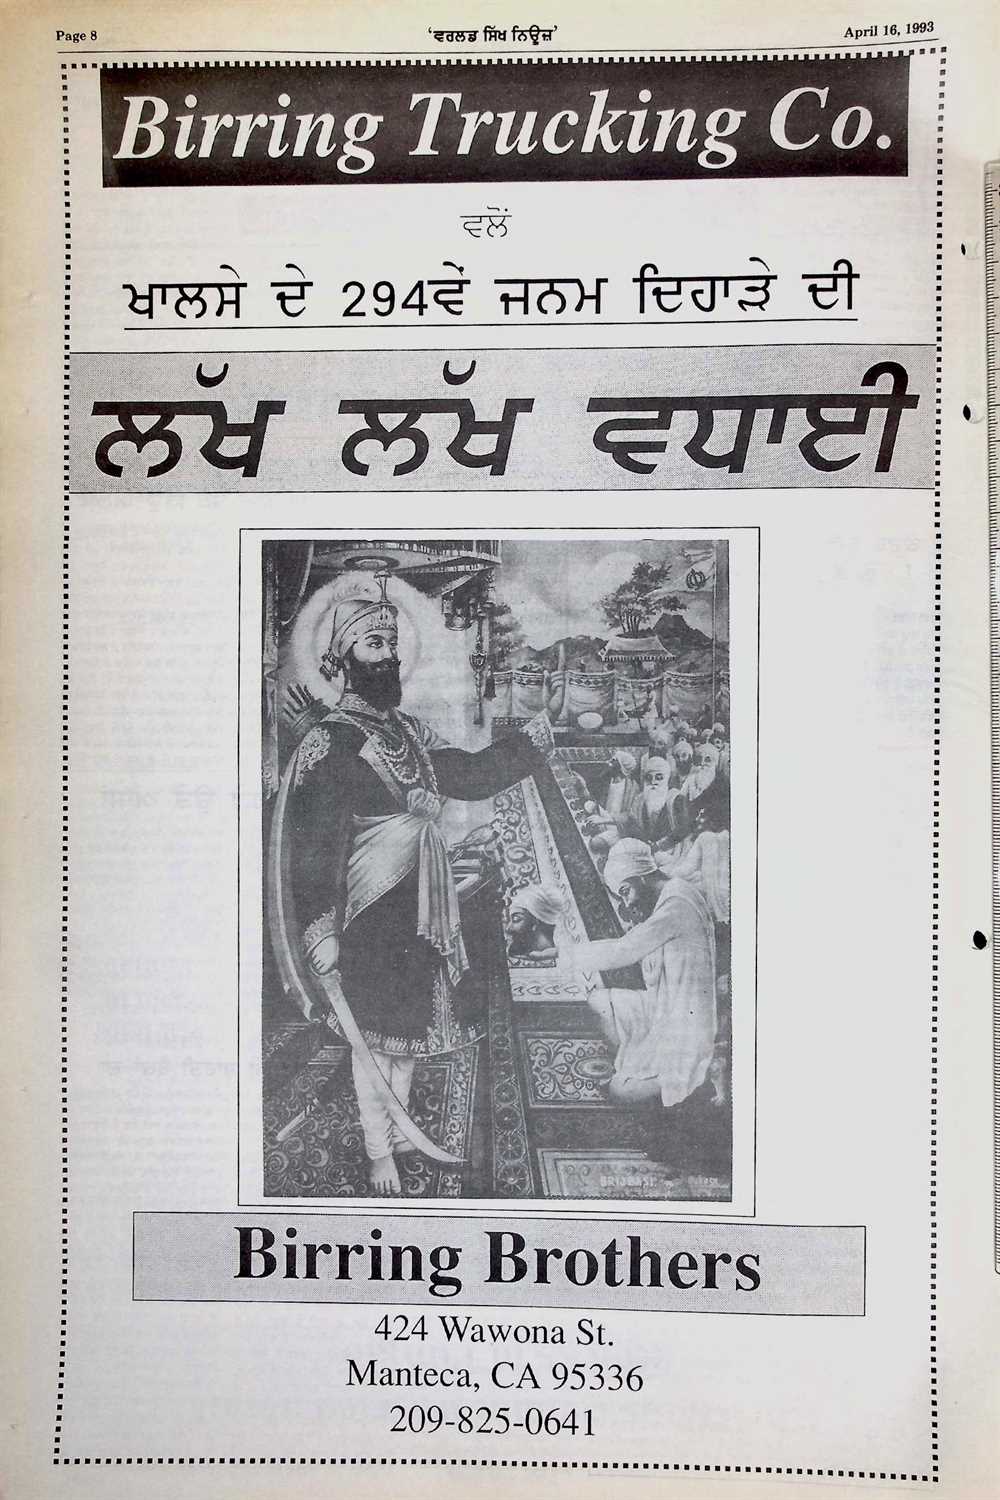 Page 8
'ਵਰਲਡ ਸਿੱਖ ਨਿਊਜ਼'
April 16, 1993
Birring Trucking Co.
ਵਲੋਂ
ਖਾਲਸੇ ਦੇ 294ਵੇਂ ਜਨਮ ਦਿਹਾੜੇ ਦੀ
ਲੱਖ ਲੱਖ ਵਧਾਈ
BRIJBASI
Birring Brothers
424 Wawona St.
Manteca, CA 95336
209-825-0641